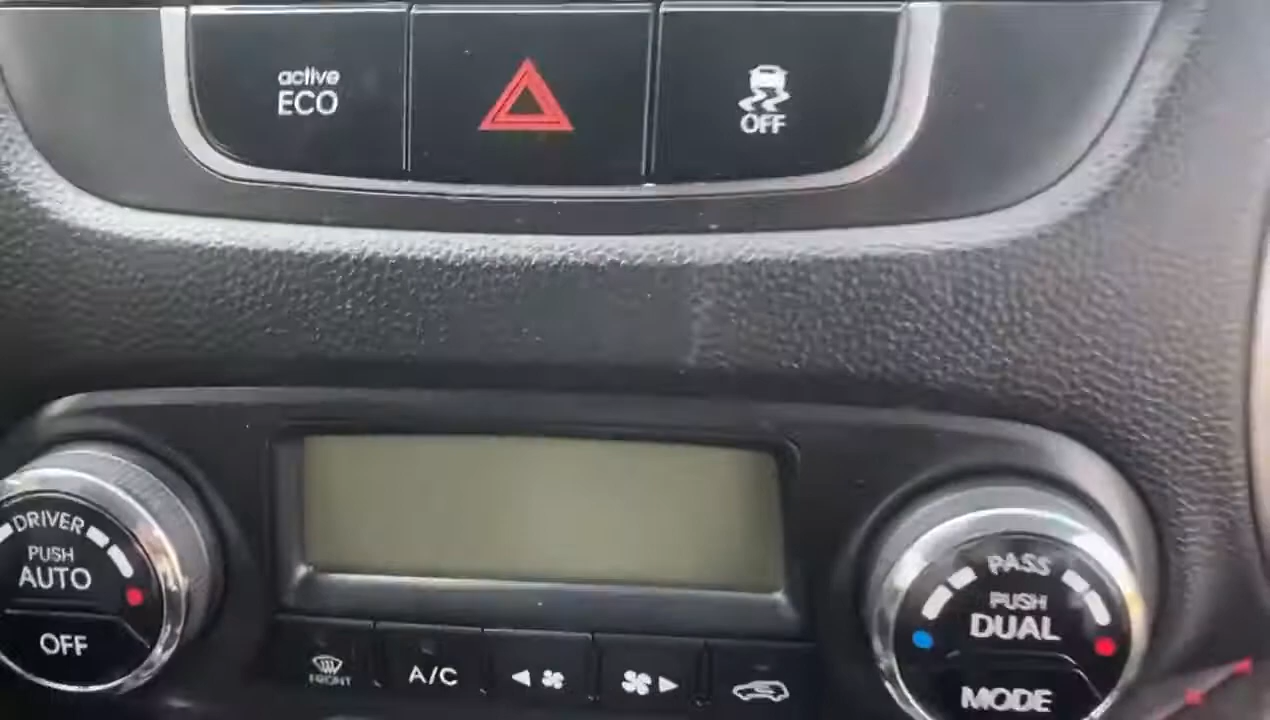 active
ECO
OFF
DRIVER
PUSH
AUTO
OFF
FRONT
A/C
PASS
PUSH
DUAL
MODE